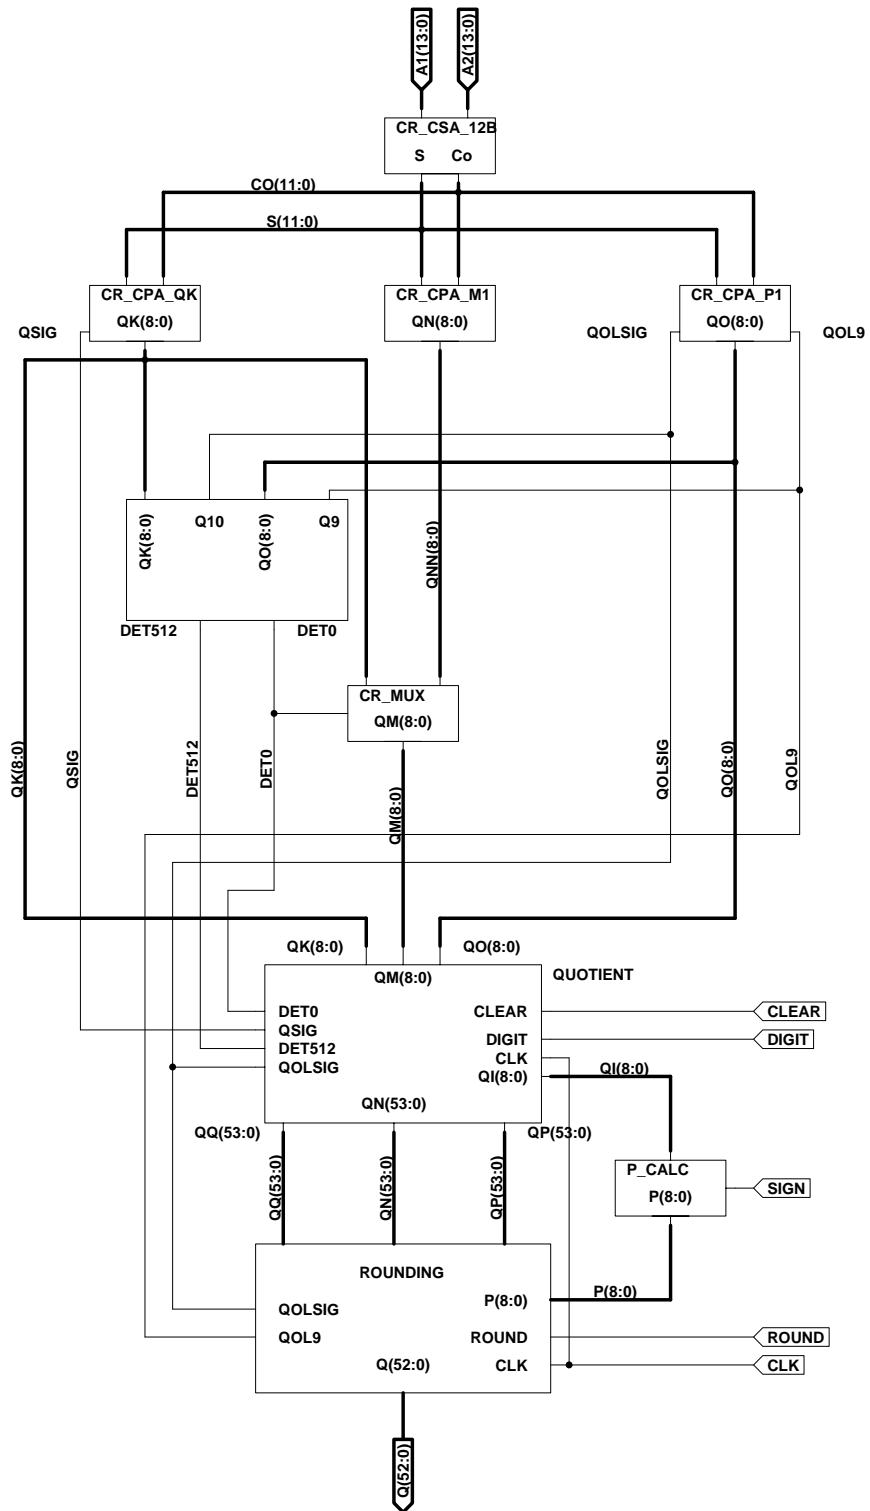 A1(13:0)
A2(13:0)
CR_CSA_12B
S Co
CO(11:0)
S(11:0)
CR_CPA_QK
QK(8:0)
CR_CPA_M1
QN(8:0)
CR_CPA_P1
QO(8:0)
QSIG
QOLSIG
QOL9
QK(8:0)
Q10
QO(8:0)
Q9
QNN(8:0)
DET512
DET0
CR_MUX
QM(8:0)
QK(8:0)
QSIG
DET512
DET0
QM(8:0)
QOLSIG
QO(8:0)
QOL9
QK(8:0)
QO(8:0)
QM(8:0)
QUOTIENT
DET0
QSIG
DET512
QOLSIG
CLEAR
DIGIT
CLK
QI(8:0)
CLEAR
DIGIT
QI(8:0)
QN(53:0)
QQ(53:0)
QP(53:0)
QQ(53:0)
QN(53:0)
QP(53:0)
P_CALC
P(8:0)
SIGN
ROUNDING
P(8:0)
P(8:0)
QOLSIG
QOL9
ROUND
CLK
ROUND
CLK
Q(52:0)
Q(52:0)